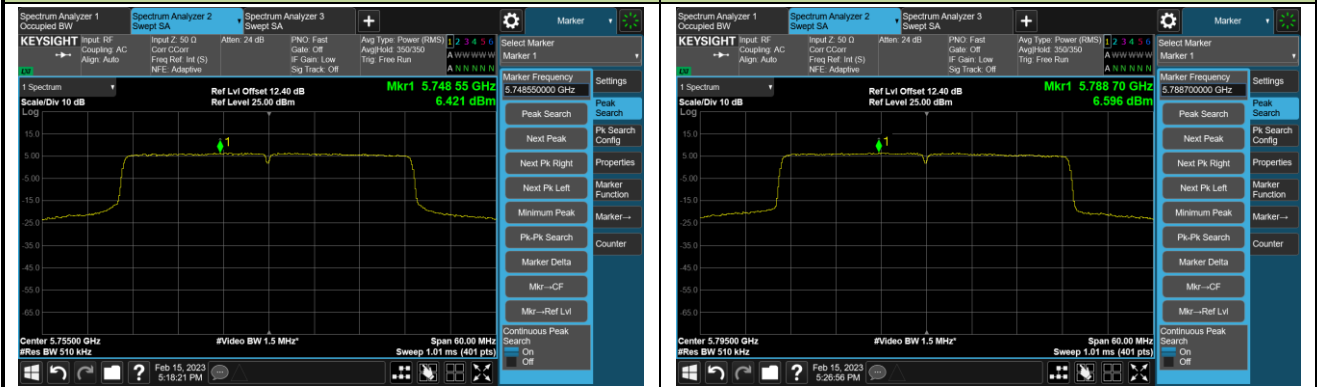 Spectrum Analyzer 1
Occupied BW
Spectrum Analyzer 2
Swept SA
Spectrum Analyzer 3
Swept SA
+
Marker
KEYSIGHT
Input: RF
Coupling: AC
Align: Auto
Input Z: 50 Ω
Corr CCorr
Freq Ref: Int (S)
NFE: Adaptive
Atten: 24 dB
PNO: Fast
Gate: Off
IF Gain: Low
Sig Track: Off
Avg Type: Power (RMS)
Avg|Hold: 350/350
Trig: Free Run
1 2 3 4 5 6
A W W W W W
A N N N N N
Select Marker
Marker 1
1 Spectrum
Scale/Div 10 dB
Log
Ref Lvl Offset 12.40 dB
Ref Level 25.00 dBm
Mkr1 5.748 55 GHz
6.421 dBm
15.0
5.00
-5.00
-15.0
-25.0
-35.0
-45.0
-55.0
-65.0
1
Center 5.75500 GHz
#Res BW 510 kHz
#Video BW 1.5 MHz*
Span 60.00 MHz
Sweep 1.01 ms (401 pts)
Marker Frequency
5.748550000 GHz
Peak Search
Next Peak
Next Pk Right
Next Pk Left
Minimum Peak
Pk-Pk Search
Marker Delta
Mkr→CF
Mkr→Ref Lvl
Continuous Peak
Search
On
Off
Settings
Peak
Search
Pk Search
Config
Properties
Marker
Function
Marker→
Counter
?
Feb 15, 2023
5:18:21 PM
Spectrum Analyzer 1
Occupied BW
Spectrum Analyzer 2
Swept SA
Spectrum Analyzer 3
Swept SA
+
Marker
KEYSIGHT
Input: RF
Coupling: AC
Align: Auto
Input Z: 50 Ω
Corr CCorr
Freq Ref: Int (S)
NFE: Adaptive
Atten: 24 dB
PNO: Fast
Gate: Off
IF Gain: Low
Sig Track: Off
Avg Type: Power (RMS)
Avg|Hold: 350/350
Trig: Free Run
1 2 3 4 5 6
A W W W W W
A N N N N N
Select Marker
Marker 1
1 Spectrum
Scale/Div 10 dB
Log
Ref Lvl Offset 12.40 dB
Ref Level 25.00 dBm
Mkr1 5.788 70 GHz
6.596 dBm
15.0
5.00
-5.00
-15.0
-25.0
-35.0
-45.0
-55.0
-65.0
1
Center 5.79500 GHz
#Res BW 510 kHz
#Video BW 1.5 MHz*
Span 60.00 MHz
Sweep 1.01 ms (401 pts)
Marker Frequency
5.788700000 GHz
Peak Search
Next Peak
Next Pk Right
Next Pk Left
Minimum Peak
Pk-Pk Search
Marker Delta
Mkr→CF
Mkr→Ref Lvl
Continuous Peak
Search
On
Off
Settings
Peak
Search
Pk Search
Config
Properties
Marker
Function
Marker→
Counter
?
Feb 15, 2023
5:26:56 PM